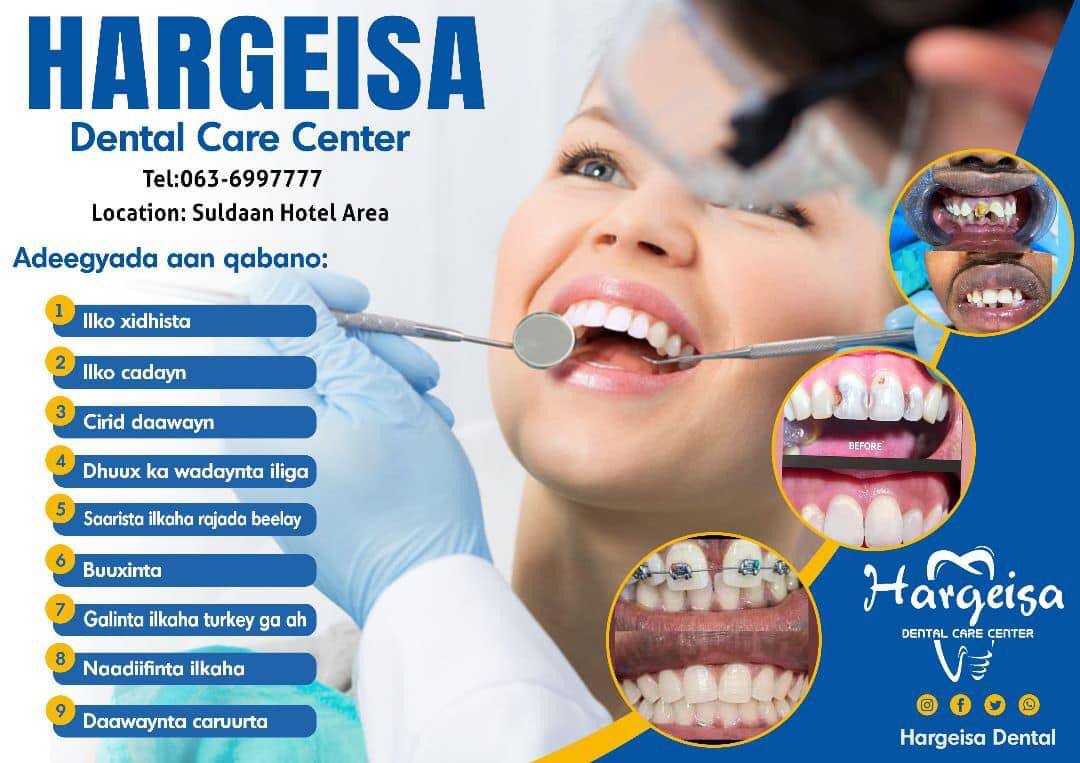 HARGEISA
Dental Care Center
Tel:063-6997777
Location: Suldaan Hotel Area
Adeegyada aan qabano:
1 Ilko xidhista
2 Ilko cadayn
3 Cirid daawayn
4 Dhuux ka wadaynta iliga
5 Saarista ilkaha rajada beelay
6 Buuxinta
7 Galinta ilkaha turkey ga ah
8 Naadiifinta ilkaha
9 Daawaynta caruurta
BEFORE
Hargeisa
DENTAL CARE CENTER
Hargeisa Dental